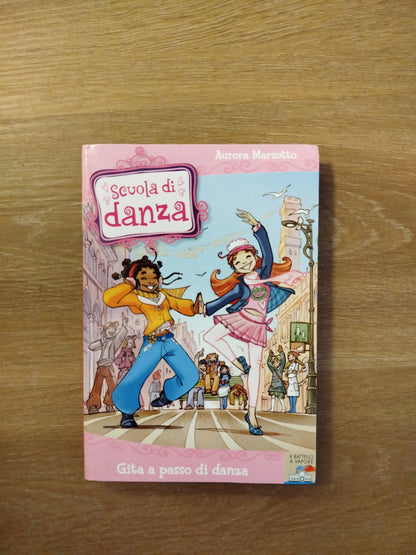 Aurora Marsotto
Scuola di
danza
Gita a passo di danza
IL BATTELLO
A VAPORE